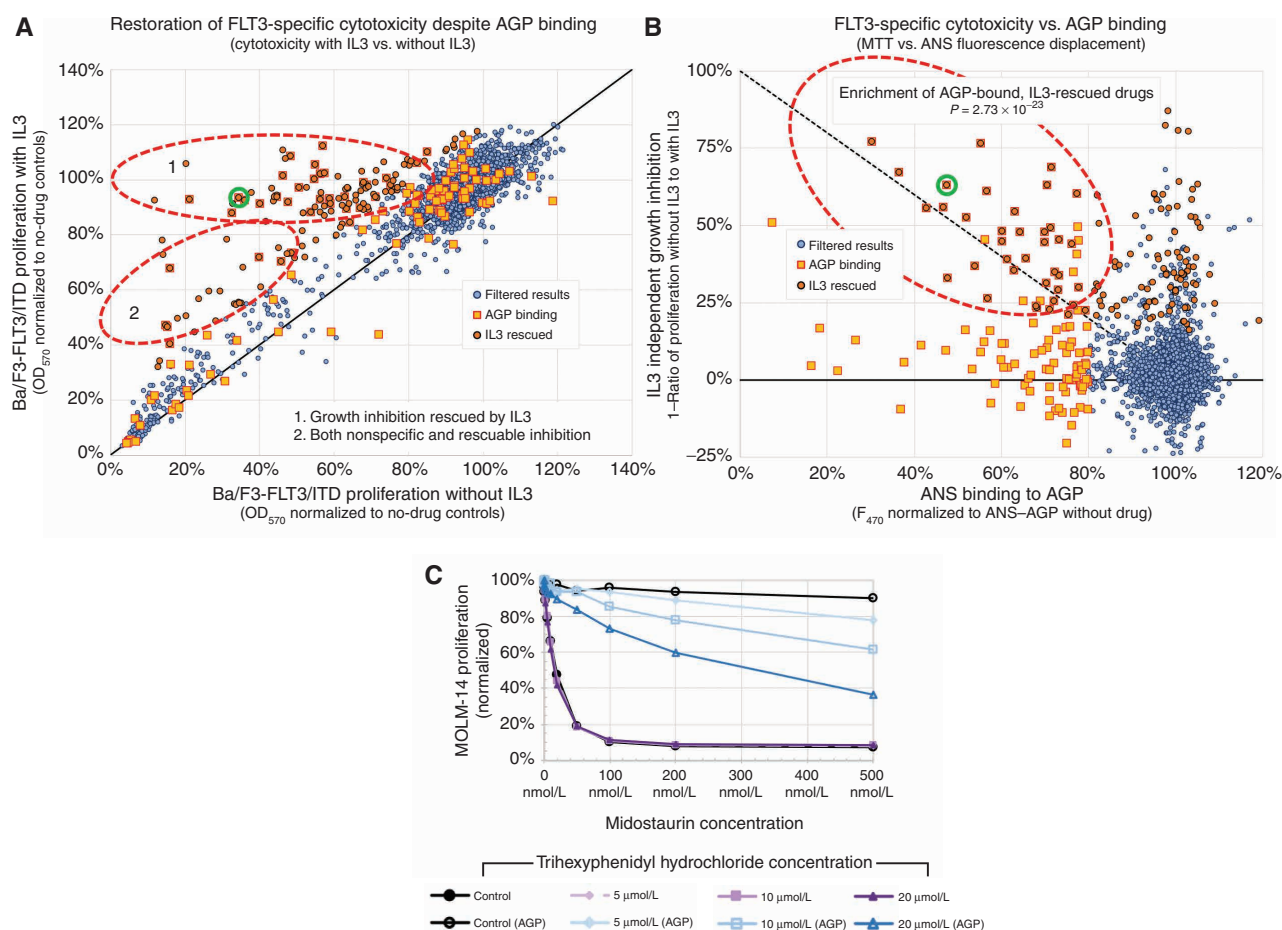 A
Restoration of FLT3-specific cytotoxicity despite AGP binding
(cytotoxicity with IL3 vs. without IL3)
Ba/F3-FLT3/ITD proliferation with IL3
(OD570 normalized to no-drug controls)
140%
120%
100%
80%
60%
40%
20%
0%
1
2
Filtered results
AGP binding
IL3 rescued
1. Growth inhibition rescued by IL3
2. Both nonspecific and rescuable inhibition
0% 20% 40% 60% 80% 100% 120% 140%
Ba/F3-FLT3/ITD proliferation without IL3
(OD570 normalized to no-drug controls)
B
FLT3-specific cytotoxicity vs. AGP binding
(MTT vs. ANS fluorescence displacement)
IL3 independent growth inhibition
1–Ratio of proliferation without IL3 to with IL3
100%
75%
50%
25%
0%
–25%
Enrichment of AGP-bound, IL3-rescued drugs
P = 2.73 × 10–23
Filtered results
AGP binding
IL3 rescued
0% 20% 40% 60% 80% 100% 120%
ANS binding to AGP
(F470 normalized to ANS–AGP without drug)
C
MOLM-14 proliferation
(normalized)
100%
80%
60%
40%
20%
0%
0 100 200 300 400 500
nmol/L nmol/L nmol/L nmol/L nmol/L nmol/L
Midostaurin concentration
Trihexyphenidyl hydrochloride concentration
Control 5 μmol/L 10 μmol/L 20 μmol/L
Control (AGP) 5 μmol/L (AGP) 10 μmol/L (AGP) 20 μmol/L (AGP)